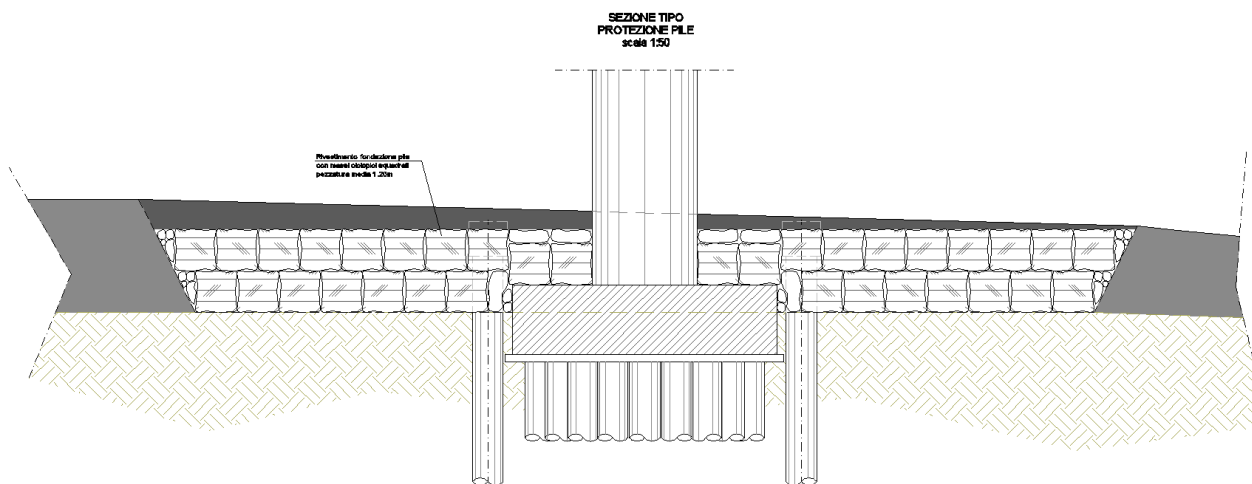 SEZIONE TIPO
PROTEZIONE PILE
scala 1:50
Rivestimento fondazione pile
con massi ciclopici squadrati
pezzatura media 1.20m